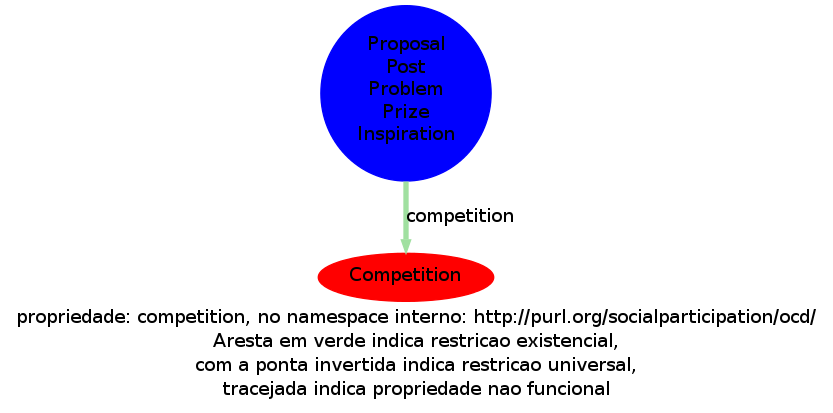 Proposal
Post
Problem
Prize
Inspiration
competition
Competition
propriedade: competition, no namespace interno: http://purl.org/socialparticipation/ocd/
Aresta em verde indica restricao existencial,
com a ponta invertida indica restricao universal,
tracejada indica propriedade nao funcional